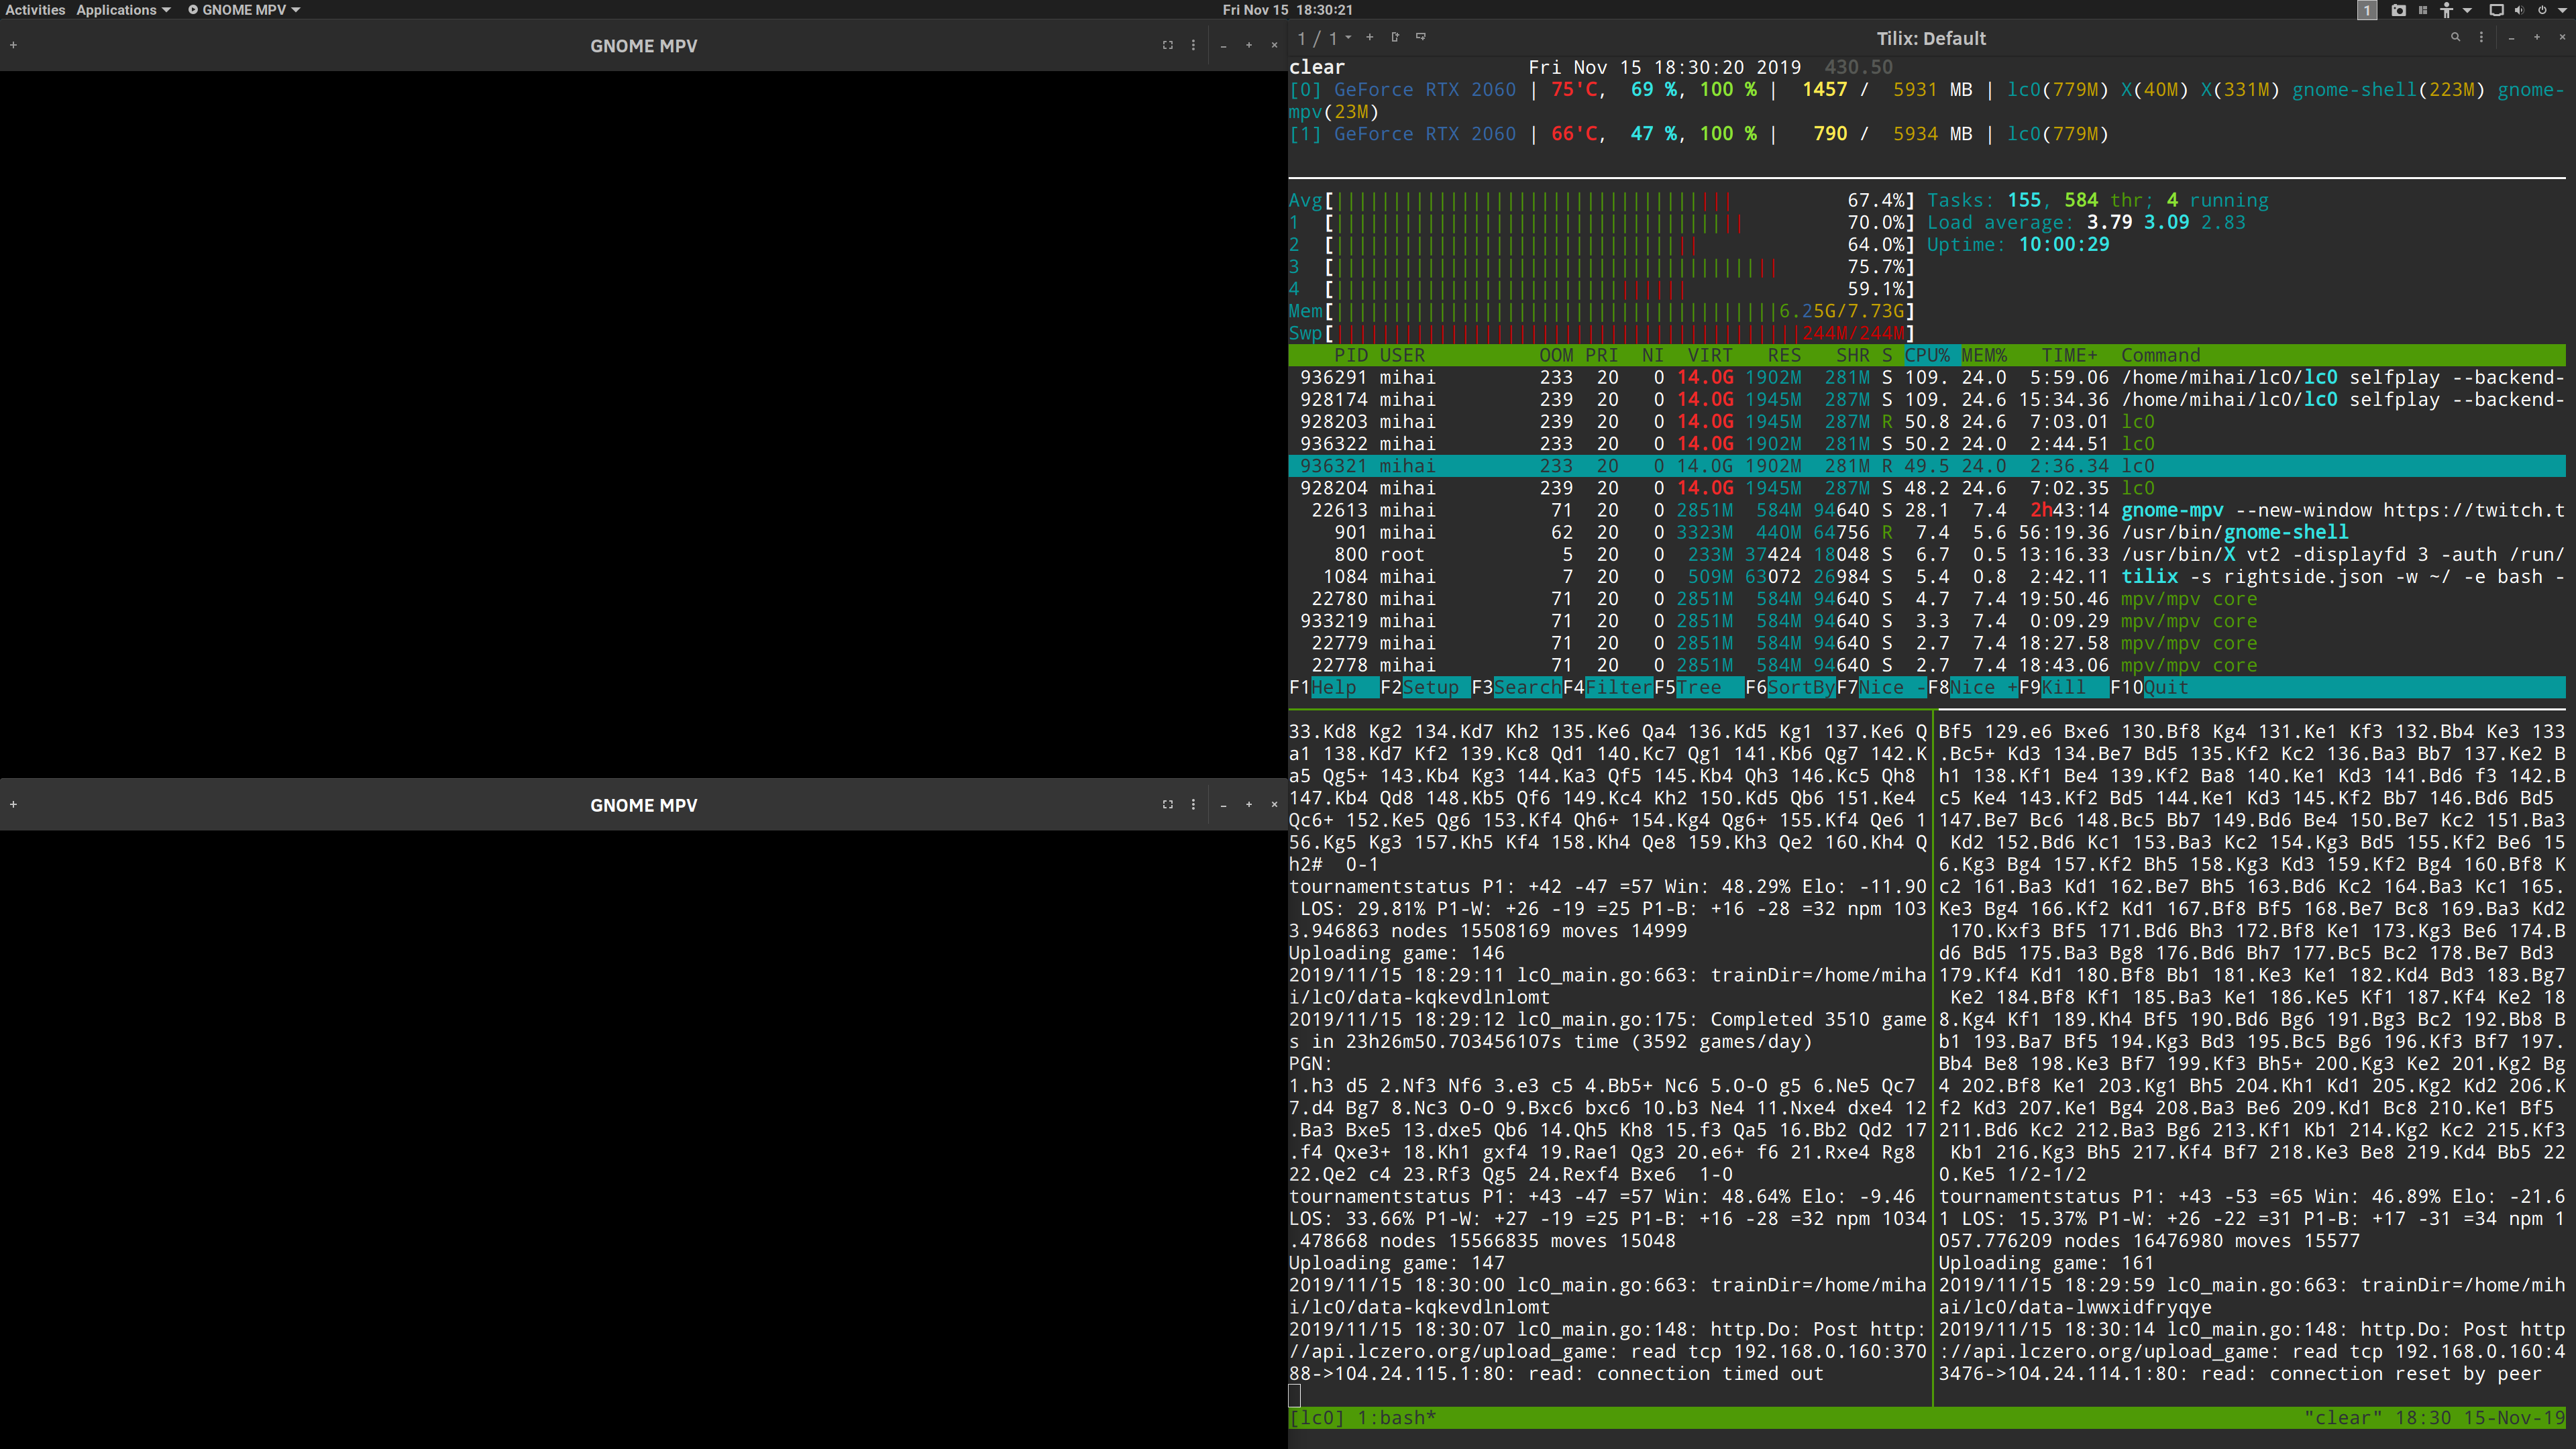 Activities Applications GNOME MPV Fri Nov 15 18:30:21 1
GNOME MPV
GNOME MPV
1 / 1 Tilix: Default
clear Fri Nov 15 18:30:20 2019 430.50
[0] GeForce RTX 2060 | 75'C, 69 %, 100 % | 1457 / 5931 MB | lc0(779M) X(40M) X(331M) gnome-shell(223M) gnome-
mpv(23M)
[1] GeForce RTX 2060 | 66'C, 47 %, 100 % | 790 / 5934 MB | lc0(779M)
Avg[ 67.4%] Tasks: 155, 584 thr; 4 running
1 [ 70.0%] Load average: 3.79 3.09 2.83
2 [ 64.0%] Uptime: 10:00:29
3 [ 75.7%]
4 [ 59.1%]
Mem[ 6.25G/7.73G]
Swp[ 244M/244M]
PID USER OOM PRI NI VIRT RES SHR S CPU% MEM% TIME+ Command
936291 mihai 233 20 0 14.0G 1902M 281M S 109. 24.0 5:59.06 /home/mihai/lc0/lc0 selfplay --backend-
928174 mihai 239 20 0 14.0G 1945M 287M S 109. 24.6 15:34.36 /home/mihai/lc0/lc0 selfplay --backend-
928203 mihai 239 20 0 14.0G 1945M 287M R 50.8 24.6 7:03.01 lc0
936322 mihai 233 20 0 14.0G 1902M 281M S 50.2 24.0 2:44.51 lc0
936321 mihai 233 20 0 14.0G 1902M 281M R 49.5 24.0 2:36.34 lc0
928204 mihai 239 20 0 14.0G 1945M 287M S 48.2 24.6 7:02.35 lc0
22613 mihai 71 20 0 2851M 584M 94640 S 28.1 7.4 2h43:14 gnome-mpv --new-window https://twitch.t
901 mihai 62 20 0 3323M 440M 64756 R 7.4 5.6 56:19.36 /usr/bin/gnome-shell
800 root 5 20 0 233M 37424 18048 S 6.7 0.5 13:16.33 /usr/bin/X vt2 -displayfd 3 -auth /run/
1084 mihai 7 20 0 509M 63072 26984 S 5.4 0.8 2:42.11 tilix -s rightside.json -w ~/ -e bash -
22780 mihai 71 20 0 2851M 584M 94640 S 4.7 7.4 19:50.46 mpv/mpv core
933219 mihai 71 20 0 2851M 584M 94640 S 3.3 7.4 0:09.29 mpv/mpv core
22779 mihai 71 20 0 2851M 584M 94640 S 2.7 7.4 18:27.58 mpv/mpv core
22778 mihai 71 20 0 2851M 584M 94640 S 2.7 7.4 18:43.06 mpv/mpv core
F1Help F2Setup F3SearchF4FilterF5Tree F6SortByF7Nice -F8Nice +F9Kill F10Quit
33.Kd8 Kg2 134.Kd7 Kh2 135.Ke6 Qa4 136.Kd5 Kg1 137.Ke6 Q
a1 138.Kd7 Kf2 139.Kc8 Qd1 140.Kc7 Qg1 141.Kb6 Qg7 142.K
a5 Qg5+ 143.Kb4 Kg3 144.Ka3 Qf5 145.Kb4 Qh3 146.Kc5 Qh8
147.Kb4 Qd8 148.Kb5 Qf6 149.Kc4 Kh2 150.Kd5 Qb6 151.Ke4
Qc6+ 152.Ke5 Qg6 153.Kf4 Qh6+ 154.Kg4 Qg6+ 155.Kf4 Qe6 1
56.Kg5 Kg3 157.Kh5 Kf4 158.Kh4 Qe8 159.Kh3 Qe2 160.Kh4 Q
h2# 0-1
tournamentstatus P1: +42 -47 =57 Win: 48.29% Elo: -11.90
LOS: 29.81% P1-W: +26 -19 =25 P1-B: +16 -28 =32 npm 103
3.946863 nodes 15508169 moves 14999
Uploading game: 146
2019/11/15 18:29:11 lc0_main.go:663: trainDir=/home/miha
i/lc0/data-kqkevdlnlomt
2019/11/15 18:29:12 lc0_main.go:175: Completed 3510 game
s in 23h26m50.703456107s time (3592 games/day)
PGN:
1.h3 d5 2.Nf3 Nf6 3.e3 c5 4.Bb5+ Nc6 5.O-O g5 6.Ne5 Qc7
7.d4 Bg7 8.Nc3 O-O 9.Bxc6 bxc6 10.b3 Ne4 11.Nxe4 dxe4 12
.Ba3 Bxe5 13.dxe5 Qb6 14.Qh5 Kh8 15.f3 Qa5 16.Bb2 Qd2 17
.f4 Qxe3+ 18.Kh1 gxf4 19.Rae1 Qg3 20.e6+ f6 21.Rxe4 Rg8
22.Qe2 c4 23.Rf3 Qg5 24.Rexf4 Bxe6 1-0
tournamentstatus P1: +43 -47 =57 Win: 48.64% Elo: -9.46
LOS: 33.66% P1-W: +27 -19 =25 P1-B: +16 -28 =32 npm 1034
.478668 nodes 15566835 moves 15048
Uploading game: 147
2019/11/15 18:30:00 lc0_main.go:663: trainDir=/home/miha
i/lc0/data-kqkevdlnlomt
2019/11/15 18:30:07 lc0_main.go:148: http.Do: Post http:
//api.lczero.org/upload_game: read tcp 192.168.0.160:370
88->104.24.115.1:80: read: connection timed out
Bf5 129.e6 Bxe6 130.Bf8 Kg4 131.Ke1 Kf3 132.Bb4 Ke3 133
.Bc5+ Kd3 134.Be7 Bd5 135.Kf2 Kc2 136.Ba3 Bb7 137.Ke2 B
h1 138.Kf1 Be4 139.Kf2 Ba8 140.Ke1 Kd3 141.Bd6 f3 142.B
c5 Ke4 143.Kf2 Bd5 144.Ke1 Kd3 145.Kf2 Bb7 146.Bd6 Bd5
147.Be7 Bc6 148.Bc5 Bb7 149.Bd6 Be4 150.Be7 Kc2 151.Ba3
Kd2 152.Bd6 Kc1 153.Ba3 Kc2 154.Kg3 Bd5 155.Kf2 Be6 15
6.Kg3 Bg4 157.Kf2 Bh5 158.Kg3 Kd3 159.Kf2 Bg4 160.Bf8 K
c2 161.Ba3 Kd1 162.Be7 Bh5 163.Bd6 Kc2 164.Ba3 Kc1 165.
Ke3 Bg4 166.Kf2 Kd1 167.Bf8 Bf5 168.Be7 Bc8 169.Ba3 Kd2
170.Kxf3 Bf5 171.Bd6 Bh3 172.Bf8 Ke1 173.Kg3 Be6 174.B
d6 Bd5 175.Ba3 Bg8 176.Bd6 Bh7 177.Bc5 Bc2 178.Be7 Bd3
179.Kf4 Kd1 180.Bf8 Bb1 181.Ke3 Ke1 182.Kd4 Bd3 183.Bg7
Ke2 184.Bf8 Kf1 185.Ba3 Ke1 186.Ke5 Kf1 187.Kf4 Ke2 18
8.Kg4 Kf1 189.Kh4 Bf5 190.Bd6 Bg6 191.Bg3 Bc2 192.Bb8 B
b1 193.Ba7 Bf5 194.Kg3 Bd3 195.Bc5 Bg6 196.Kf3 Bf7 197.
Bb4 Be8 198.Ke3 Bf7 199.Kf3 Bh5+ 200.Kg3 Ke2 201.Kg2 Bg
4 202.Bf8 Ke1 203.Kg1 Bh5 204.Kh1 Kd1 205.Kg2 Kd2 206.K
f2 Kd3 207.Ke1 Bg4 208.Ba3 Be6 209.Kd1 Bc8 210.Ke1 Bf5
211.Bd6 Kc2 212.Ba3 Bg6 213.Kf1 Kb1 214.Kg2 Kc2 215.Kf3
Kb1 216.Kg3 Bh5 217.Kf4 Bf7 218.Ke3 Be8 219.Kd4 Bb5 22
0.Ke5 1/2-1/2
tournamentstatus P1: +43 -53 =65 Win: 46.89% Elo: -21.6
1 LOS: 15.37% P1-W: +26 -22 =31 P1-B: +17 -31 =34 npm 1
057.776209 nodes 16476980 moves 15577
Uploading game: 161
2019/11/15 18:29:59 lc0_main.go:663: trainDir=/home/mih
ai/lc0/data-lwwxidfryqye
2019/11/15 18:30:14 lc0_main.go:148: http.Do: Post http
://api.lczero.org/upload_game: read tcp 192.168.0.160:4
3476->104.24.114.1:80: read: connection reset by peer
[lc0] 1:bash* "clear" 18:30 15-Nov-19